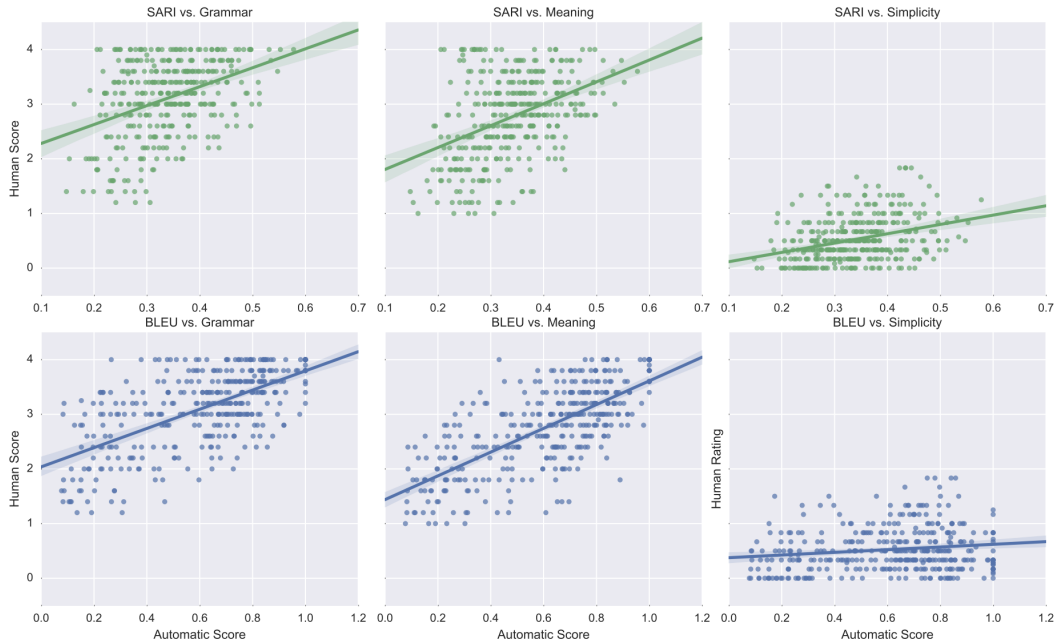 SARI vs. Grammar
SARI vs. Meaning
SARI vs. Simplicity
Human Score
4
3
2
1
0
0.1 0.2 0.3 0.4 0.5 0.6 0.7
0.1 0.2 0.3 0.4 0.5 0.6 0.7
0.1 0.2 0.3 0.4 0.5 0.6 0.7
BLEU vs. Grammar
BLEU vs. Meaning
BLEU vs. Simplicity
Human Score
4
3
2
1
0
Human Rating
0.0 0.2 0.4 0.6 0.8 1.0 1.2
0.0 0.2 0.4 0.6 0.8 1.0 1.2
0.0 0.2 0.4 0.6 0.8 1.0 1.2
Automatic Score
Automatic Score
Automatic Score